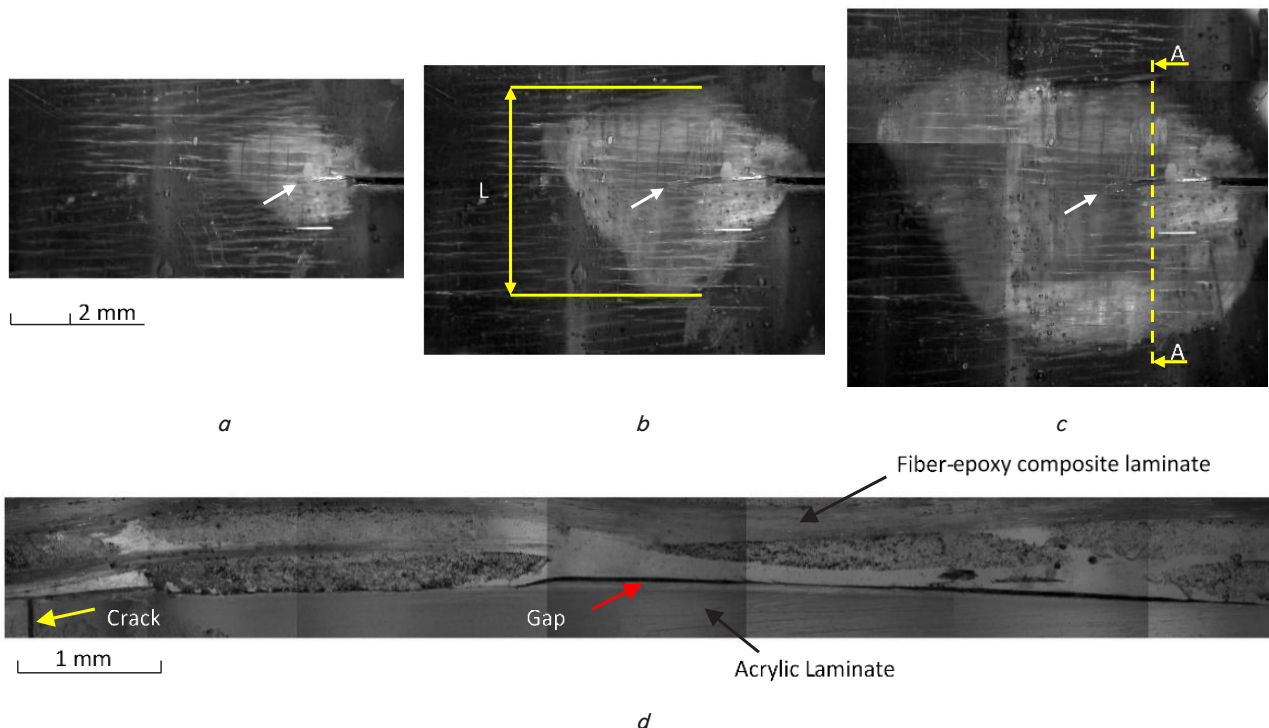 A
L
A
2 mm
a
b
c
Fiber-epoxy composite laminate
Crack
Gap
1 mm
Acrylic Laminate
d